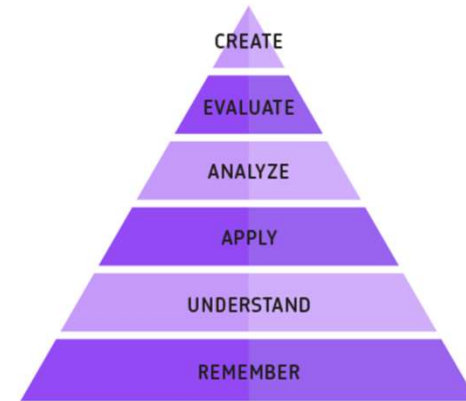 CREATE
EVALUATE
ANALYZE
APPLY
UNDERSTAND
REMEMBER